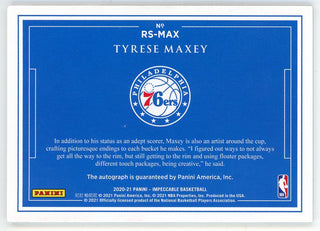 Nº
RS-MAX
TYRESE MAXEY
PHILADELPHIA
76ers
In addition to his status as an adept scorer, Maxey is also an artist around the cup,
crafting picturesque endings to each bucket he makes. "I figured out ways to not always
get all the way to the rim, but still getting to the rim and using floater packages,
different touch packages, being creative," he said.
The autograph is guaranteed by Panini America, Inc.
PANINI
2020-21 PANINI - IMPECCABLE BASKETBALL
© 2021 Panini America, Inc. © 2021 NBA Properties, Inc. Produced in the USA.
© 2021 Officially licensed product of the National Basketball Players Association.